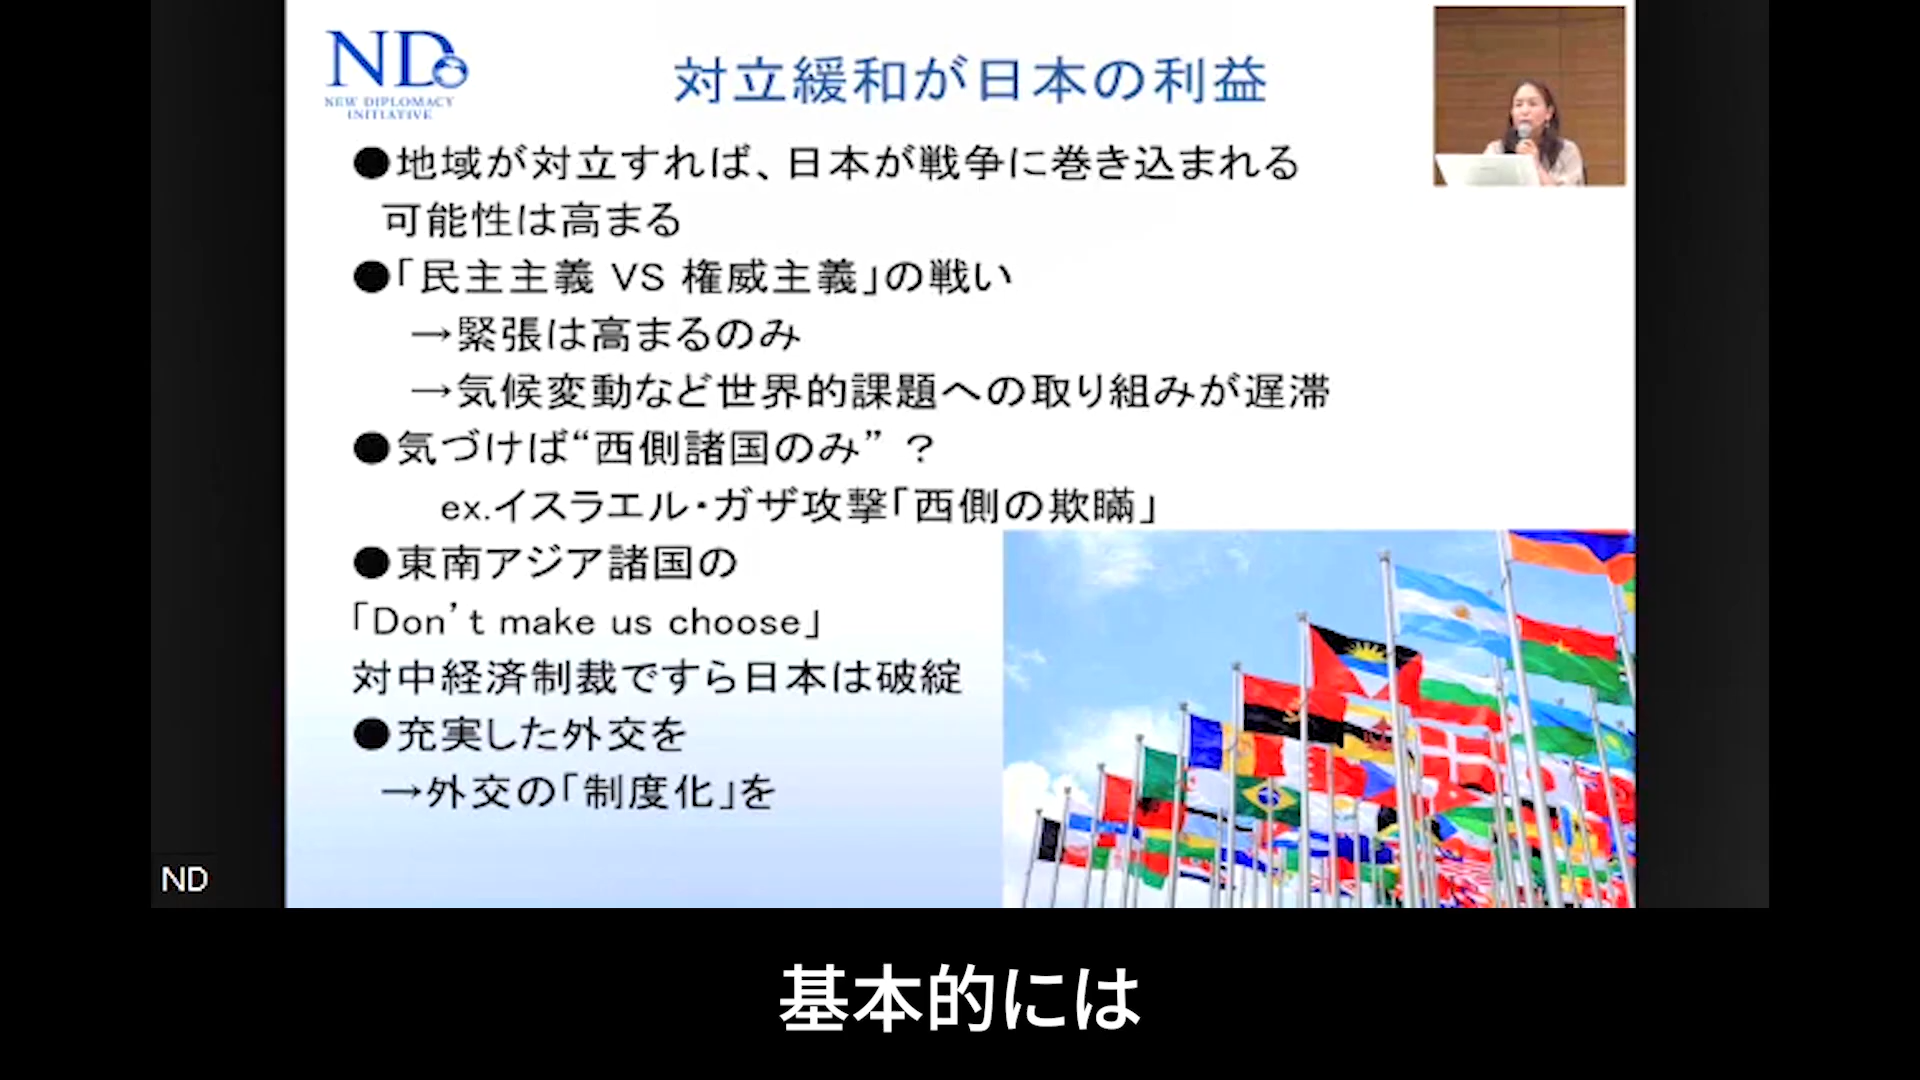 ND
NEW DIPLOMACY
INITIATIVE
対立緩和が日本の利益
●地域が対立すれば、日本が戦争に巻き込まれる
可能性は高まる
●「民主主義 VS 権威主義」の戦い
→緊張は高まるのみ
→気候変動など世界的課題への取り組みが遅滞
●気づけば“西側諸国のみ” ？
ex.イスラエル・ガザ攻撃「西側の欺瞞」
●東南アジア諸国の
「Don’t make us choose」
対中経済制裁ですら日本は破綻
●充実した外交を
→外交の「制度化」を
ND
基本的には